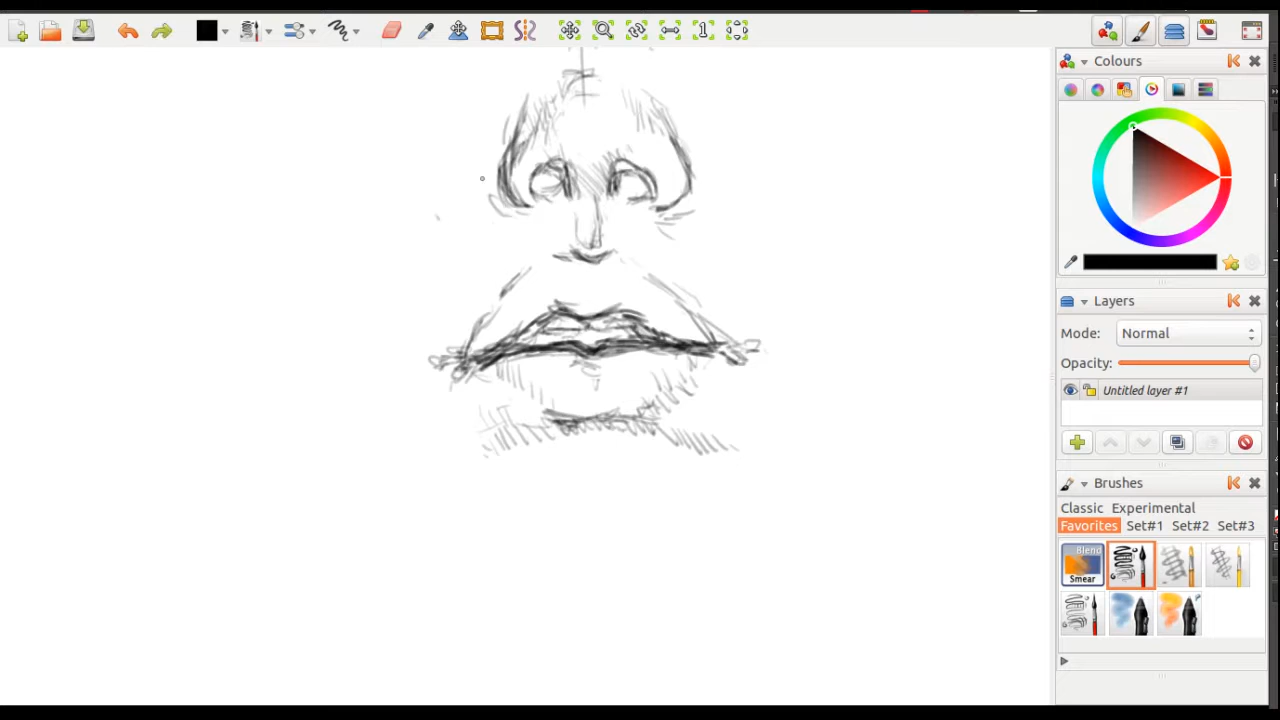 1
Colours
Layers
Mode: Normal
Opacity:
Untitled layer #1
Brushes
Classic Experimental
Favorites Set#1 Set#2 Set#3
Blend
Smear